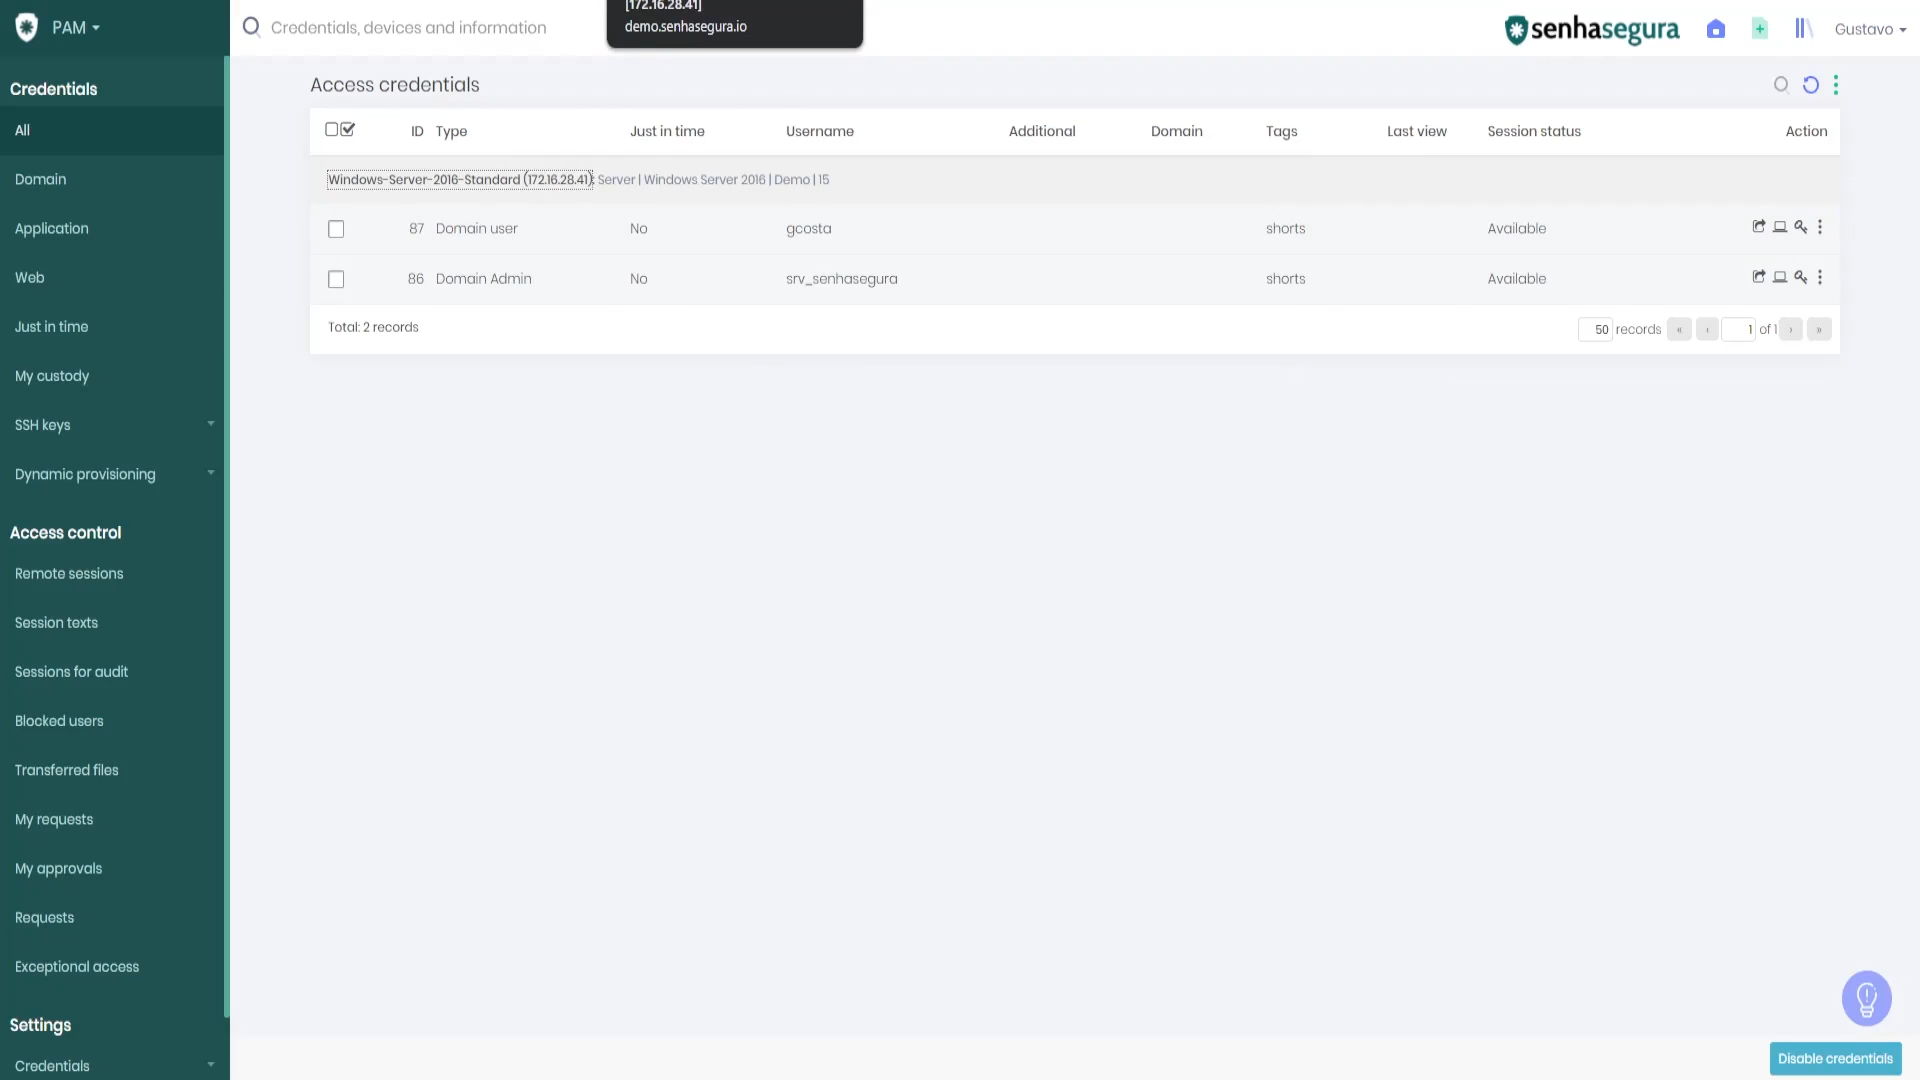 PAM
Credentials, devices and information
[172.16.28.41]
demo.senhasegura.io
senhasegura
Gustavo
Credentials
All
Domain
Application
Web
Just in time
My custody
SSH keys
Dynamic provisioning
Access control
Remote sessions
Session texts
Sessions for audit
Blocked users
Transferred files
My requests
My approvals
Requests
Exceptional access
Settings
Credentials
Access credentials
ID Type Just in time Username Additional Domain Tags Last view Session status Action
Windows-Server-2016-Standard (172.16.28.41): Server | Windows Server 2016 | Demo | 15
87 Domain user No gcosta shorts Available
86 Domain Admin No srv_senhasegura shorts Available
Total: 2 records
50 records « ‹ 1 of 1 › »
Disable credentials